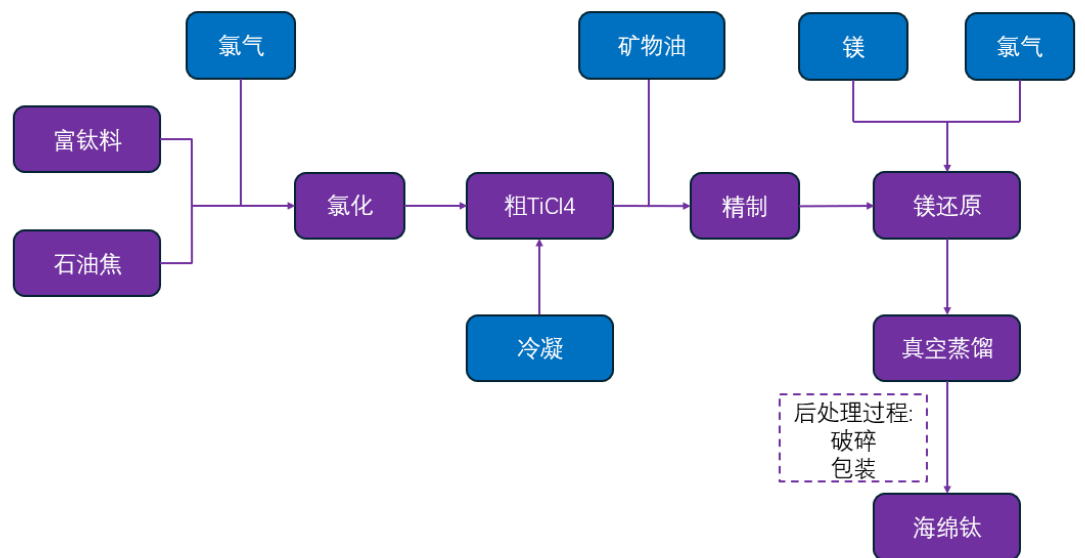 氯气
矿物油
镁
氯气
富钛料
氯化
粗TiCl4
精制
镁还原
石油焦
冷凝
真空蒸馏
后处理过程:
破碎
包装
海绵钛